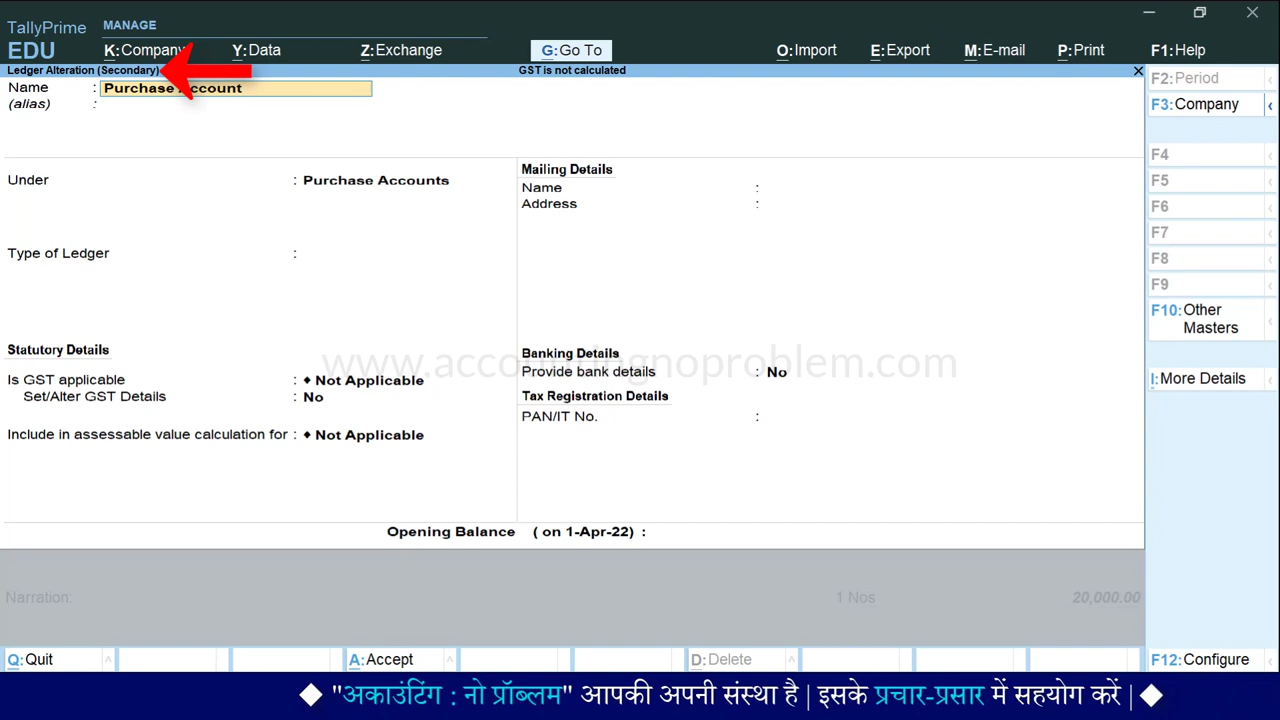 TallyPrime MANAGE
EDU K:Company Y:Data Z:Exchange G:Go To O:Import E:Export M:E-mail P:Print F1:Help
Ledger Alteration (Secondary) GST is not calculated
Name : Purchase Account
(alias) :
Under : Purchase Accounts
Type of Ledger :
Statutory Details
Is GST applicable : ♦ Not Applicable
Set/Alter GST Details : No
Include in assessable value calculation for : ♦ Not Applicable
Mailing Details
Name :
Address :
Banking Details
Provide bank details : No
Tax Registration Details
PAN/IT No. :
www.accountingnoproblem.com
Opening Balance ( on 1-Apr-22) :
Narration: 1 Nos 20,000.00
F2:Period
F3:Company
F4
F5
F6
F7
F8
F9
F10:Other
Masters
I:More Details
Q:Quit A:Accept D:Delete F12:Configure
◆ "अकाउंटिंग : नो प्रॉब्लम" आपकी अपनी संस्था है | इसके प्रचार-प्रसार में सहयोग करें | ◆